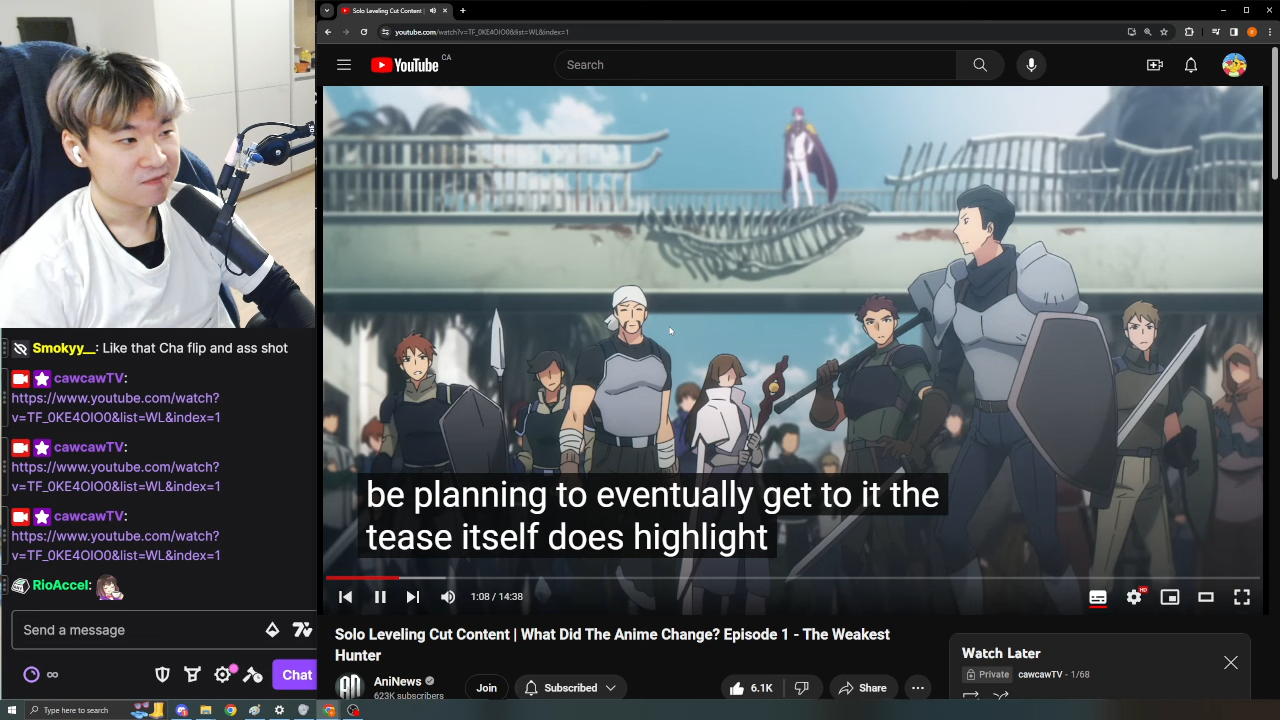 Solo Leveling Cut Content |
youtube.com/watch?v=TF_0KE4OIO0&list=WL&index=1
YouTube CA
Search
be planning to eventually get to it the
tease itself does highlight
1:08 / 14:38
HD
Solo Leveling Cut Content | What Did The Anime Change? Episode 1 - The Weakest
Hunter
AniNews
623K subscribers
Join
Subscribed
6.1K
Share
Watch Later
Private
cawcawTV - 1/68
Smokyy__: Like that Cha flip and ass shot
cawcawTV:
https://www.youtube.com/watch?
v=TF_0KE4OIO0&list=WL&index=1
cawcawTV:
https://www.youtube.com/watch?
v=TF_0KE4OIO0&list=WL&index=1
cawcawTV:
https://www.youtube.com/watch?
v=TF_0KE4OIO0&list=WL&index=1
RioAccel:
Send a message
Chat
Type here to search